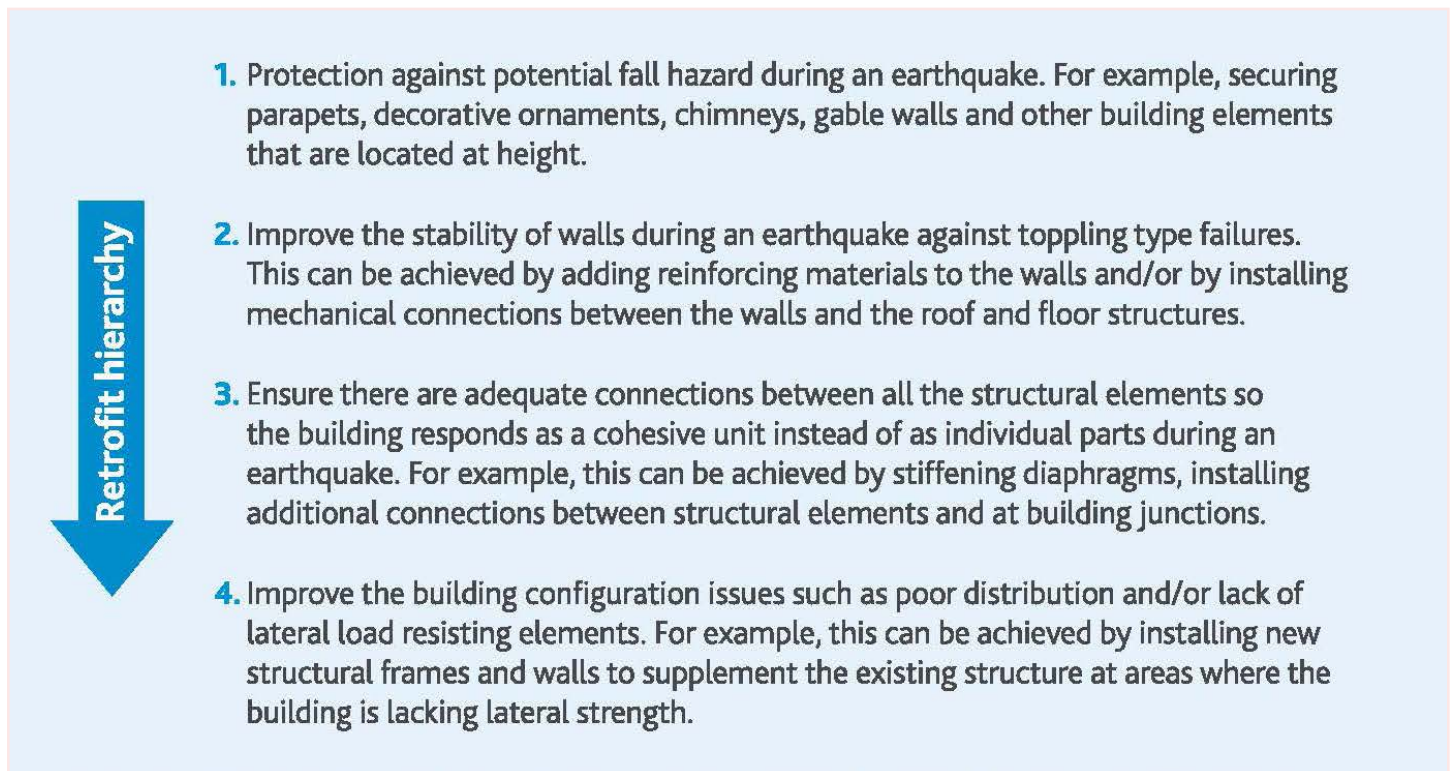 1. Protection against potential fall hazard during an earthquake. For example, securing
parapets, decorative ornaments, chimneys, gable walls and other building elements
that are located at height.
Retrofit hierarchy
2. Improve the stability of walls during an earthquake against toppling type failures.
This can be achieved by adding reinforcing materials to the walls and/or by installing
mechanical connections between the walls and the roof and floor structures.
3. Ensure there are adequate connections between all the structural elements so
the building responds as a cohesive unit instead of as individual parts during an
earthquake. For example, this can be achieved by stiffening diaphragms, installing
additional connections between structural elements and at building junctions.
4. Improve the building configuration issues such as poor distribution and/or lack of
lateral load resisting elements. For example, this can be achieved by installing new
structural frames and walls to supplement the existing structure at areas where the
building is lacking lateral strength.